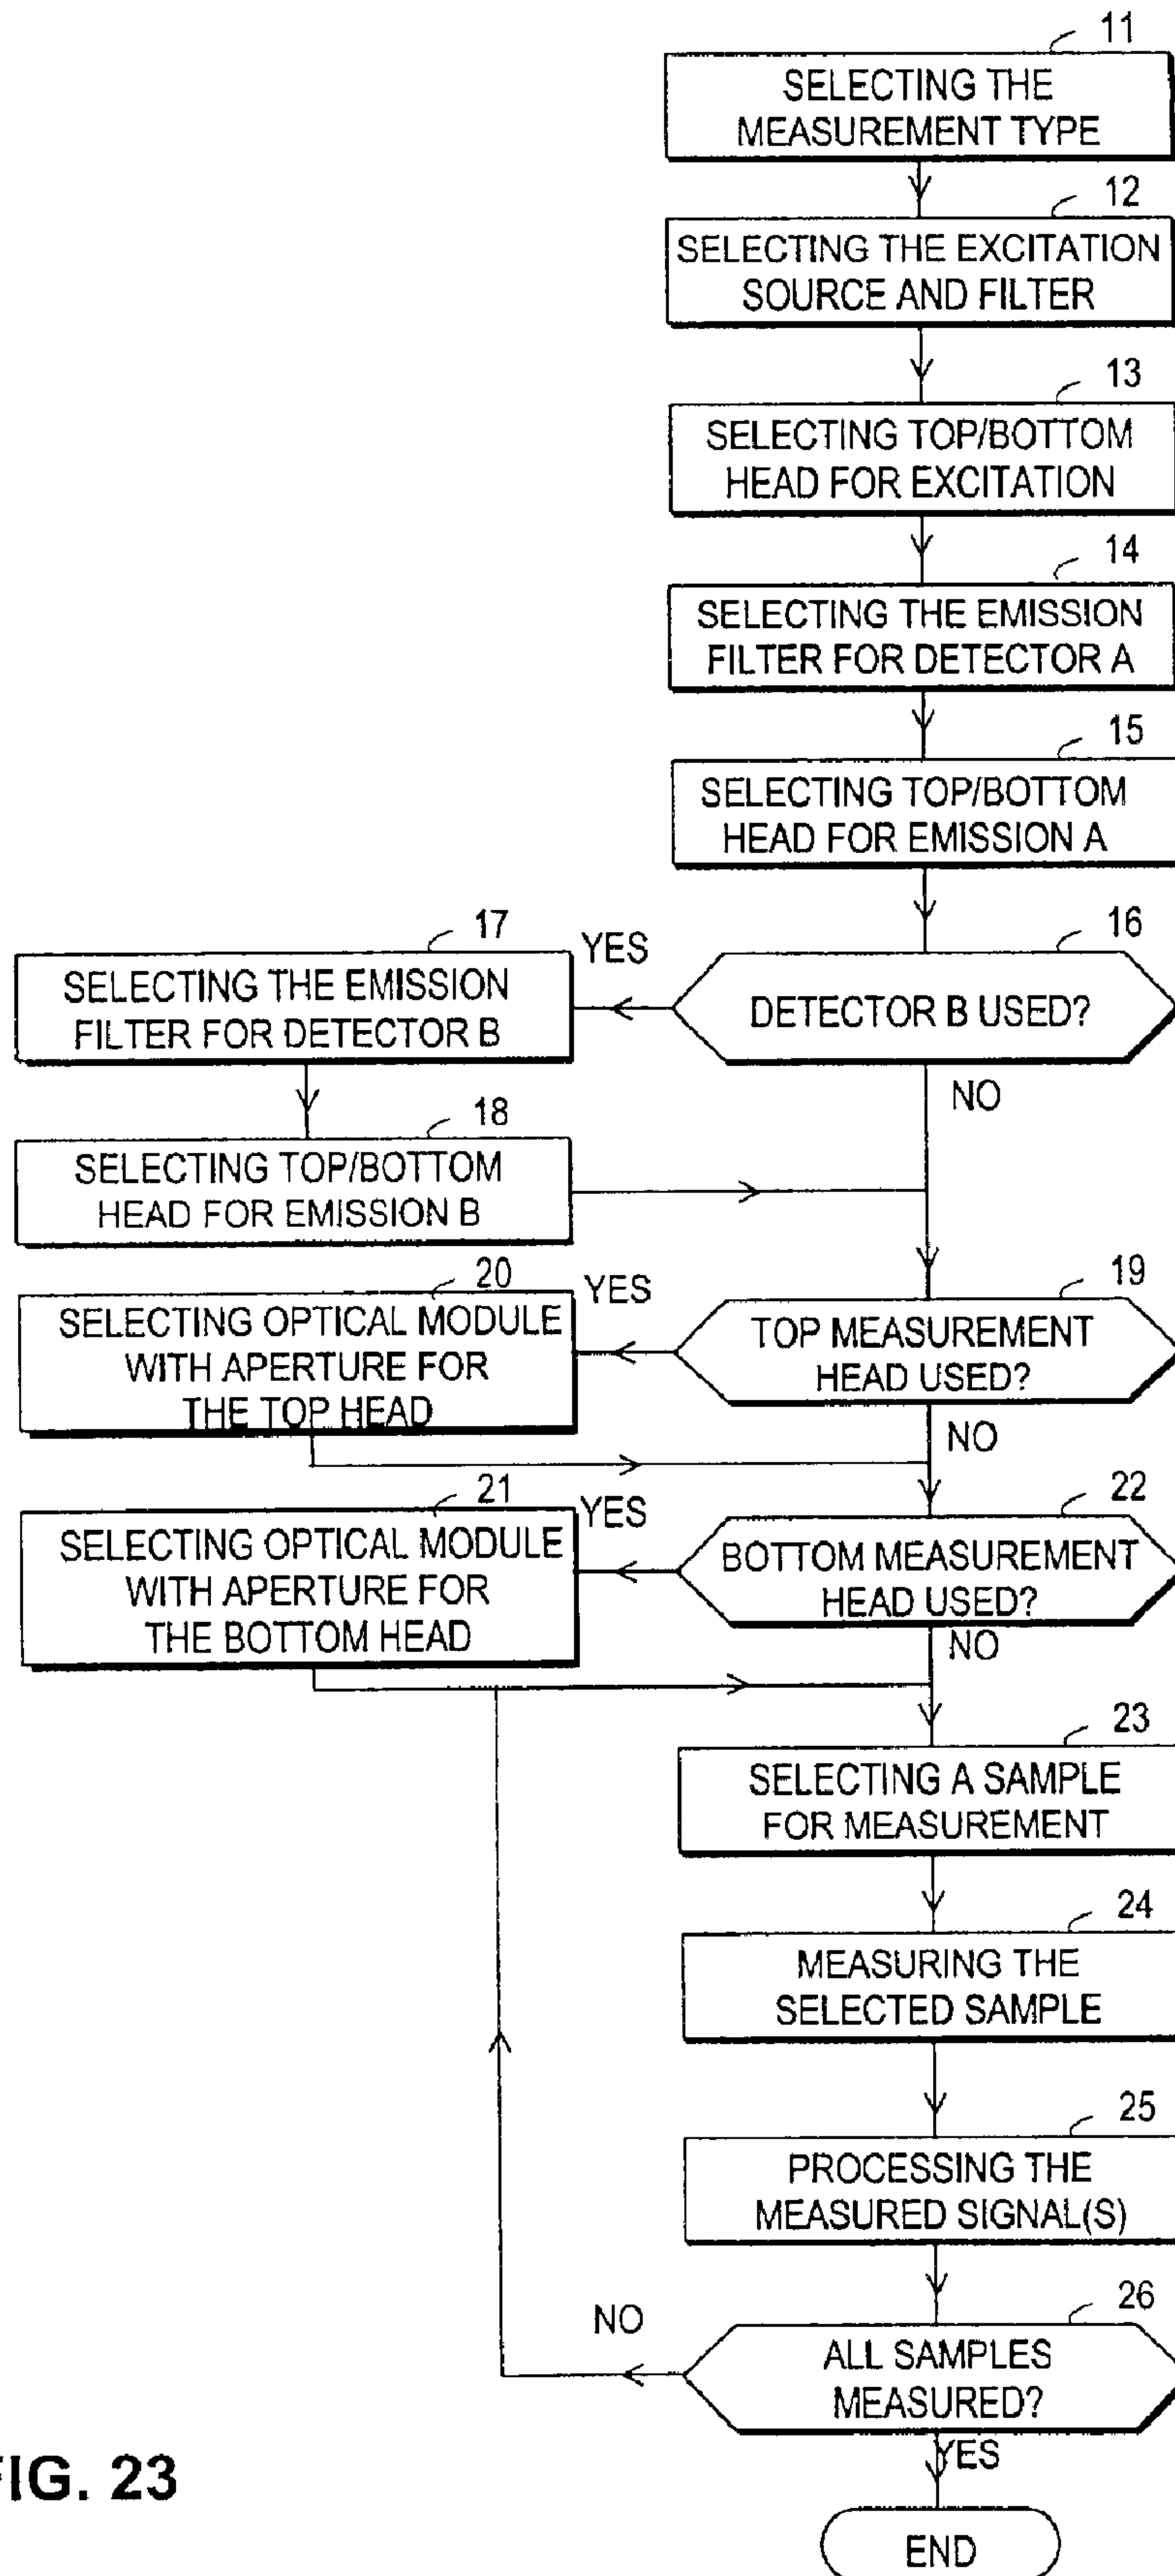 11
SELECTING THE
MEASUREMENT TYPE
12
SELECTING THE EXCITATION
SOURCE AND FILTER
13
SELECTING TOP/BOTTOM
HEAD FOR EXCITATION
14
SELECTING THE EMISSION
FILTER FOR DETECTOR A
15
SELECTING TOP/BOTTOM
HEAD FOR EMISSION A
16
DETECTOR B USED?
YES
NO
17
SELECTING THE EMISSION
FILTER FOR DETECTOR B
18
SELECTING TOP/BOTTOM
HEAD FOR EMISSION B
19
TOP MEASUREMENT
HEAD USED?
YES
NO
20
SELECTING OPTICAL MODULE
WITH APERTURE FOR
THE TOP HEAD
22
BOTTOM MEASUREMENT
HEAD USED?
YES
NO
21
SELECTING OPTICAL MODULE
WITH APERTURE FOR
THE BOTTOM HEAD
23
SELECTING A SAMPLE
FOR MEASUREMENT
24
MEASURING THE
SELECTED SAMPLE
25
PROCESSING THE
MEASURED SIGNAL(S)
26
ALL SAMPLES
MEASURED?
NO
YES
END
FIG. 23